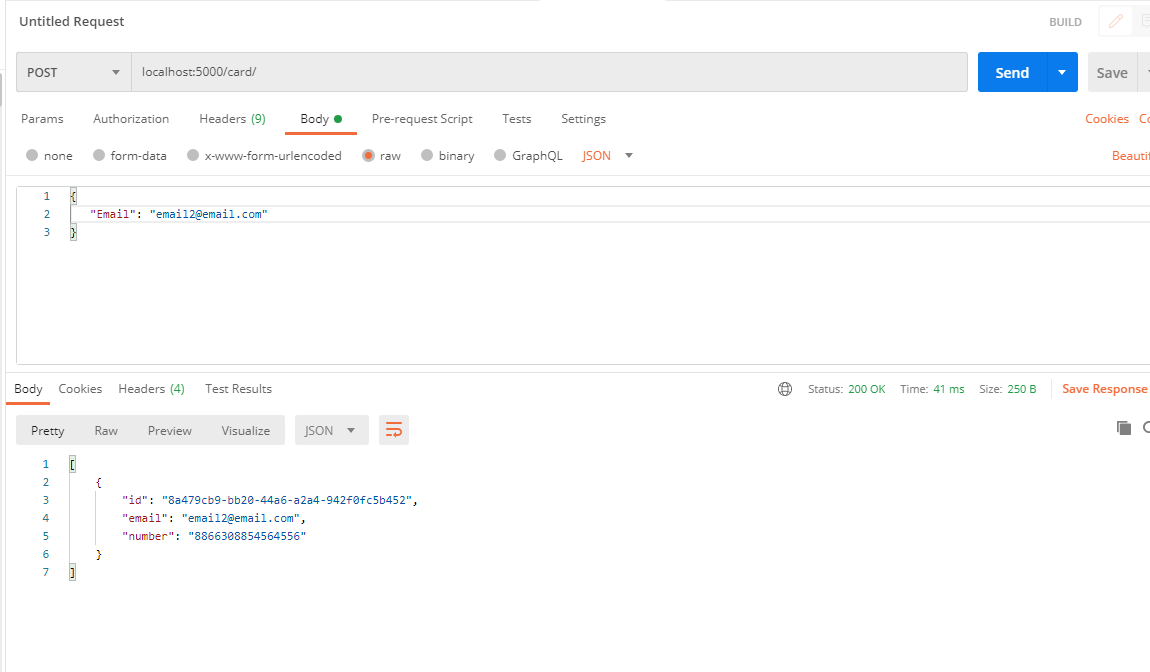 Untitled Request
BUILD
POST
localhost:5000/card/
Send
Save
Params Authorization Headers (9) Body Pre-request Script Tests Settings Cookies
none form-data x-www-form-urlencoded raw binary GraphQL JSON
1 {
2 "Email": "email2@email.com"
3 }
Body Cookies Headers (4) Test Results Status: 200 OK Time: 41 ms Size: 250 B Save Response
Pretty Raw Preview Visualize JSON
1 [
2 {
3 "id": "8a479cb9-bb20-44a6-a2a4-942f0fc5b452",
4 "email": "email2@email.com",
5 "number": "8866308854564556"
6 }
7 ]